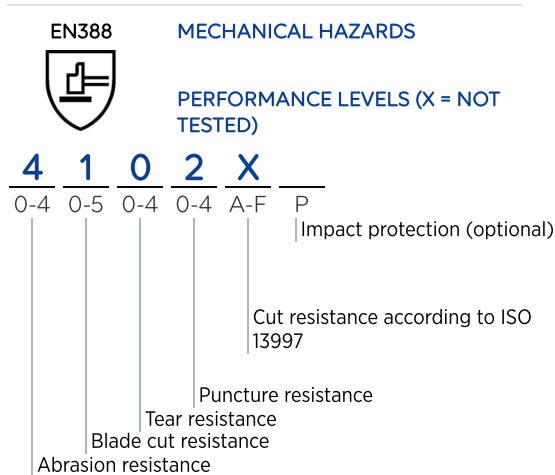 EN388
MECHANICAL HAZARDS
PERFORMANCE LEVELS (X = NOT
TESTED)
4 1 0 2 X
0-4 0-5 0-4 0-4 A-F P
Impact protection (optional)
Cut resistance according to ISO
13997
Puncture resistance
Tear resistance
Blade cut resistance
Abrasion resistance